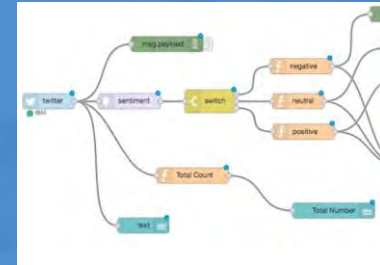 msg.payload
negative
twitter
sentiment
switch
neutral
positive
Total Count
Total Number
text